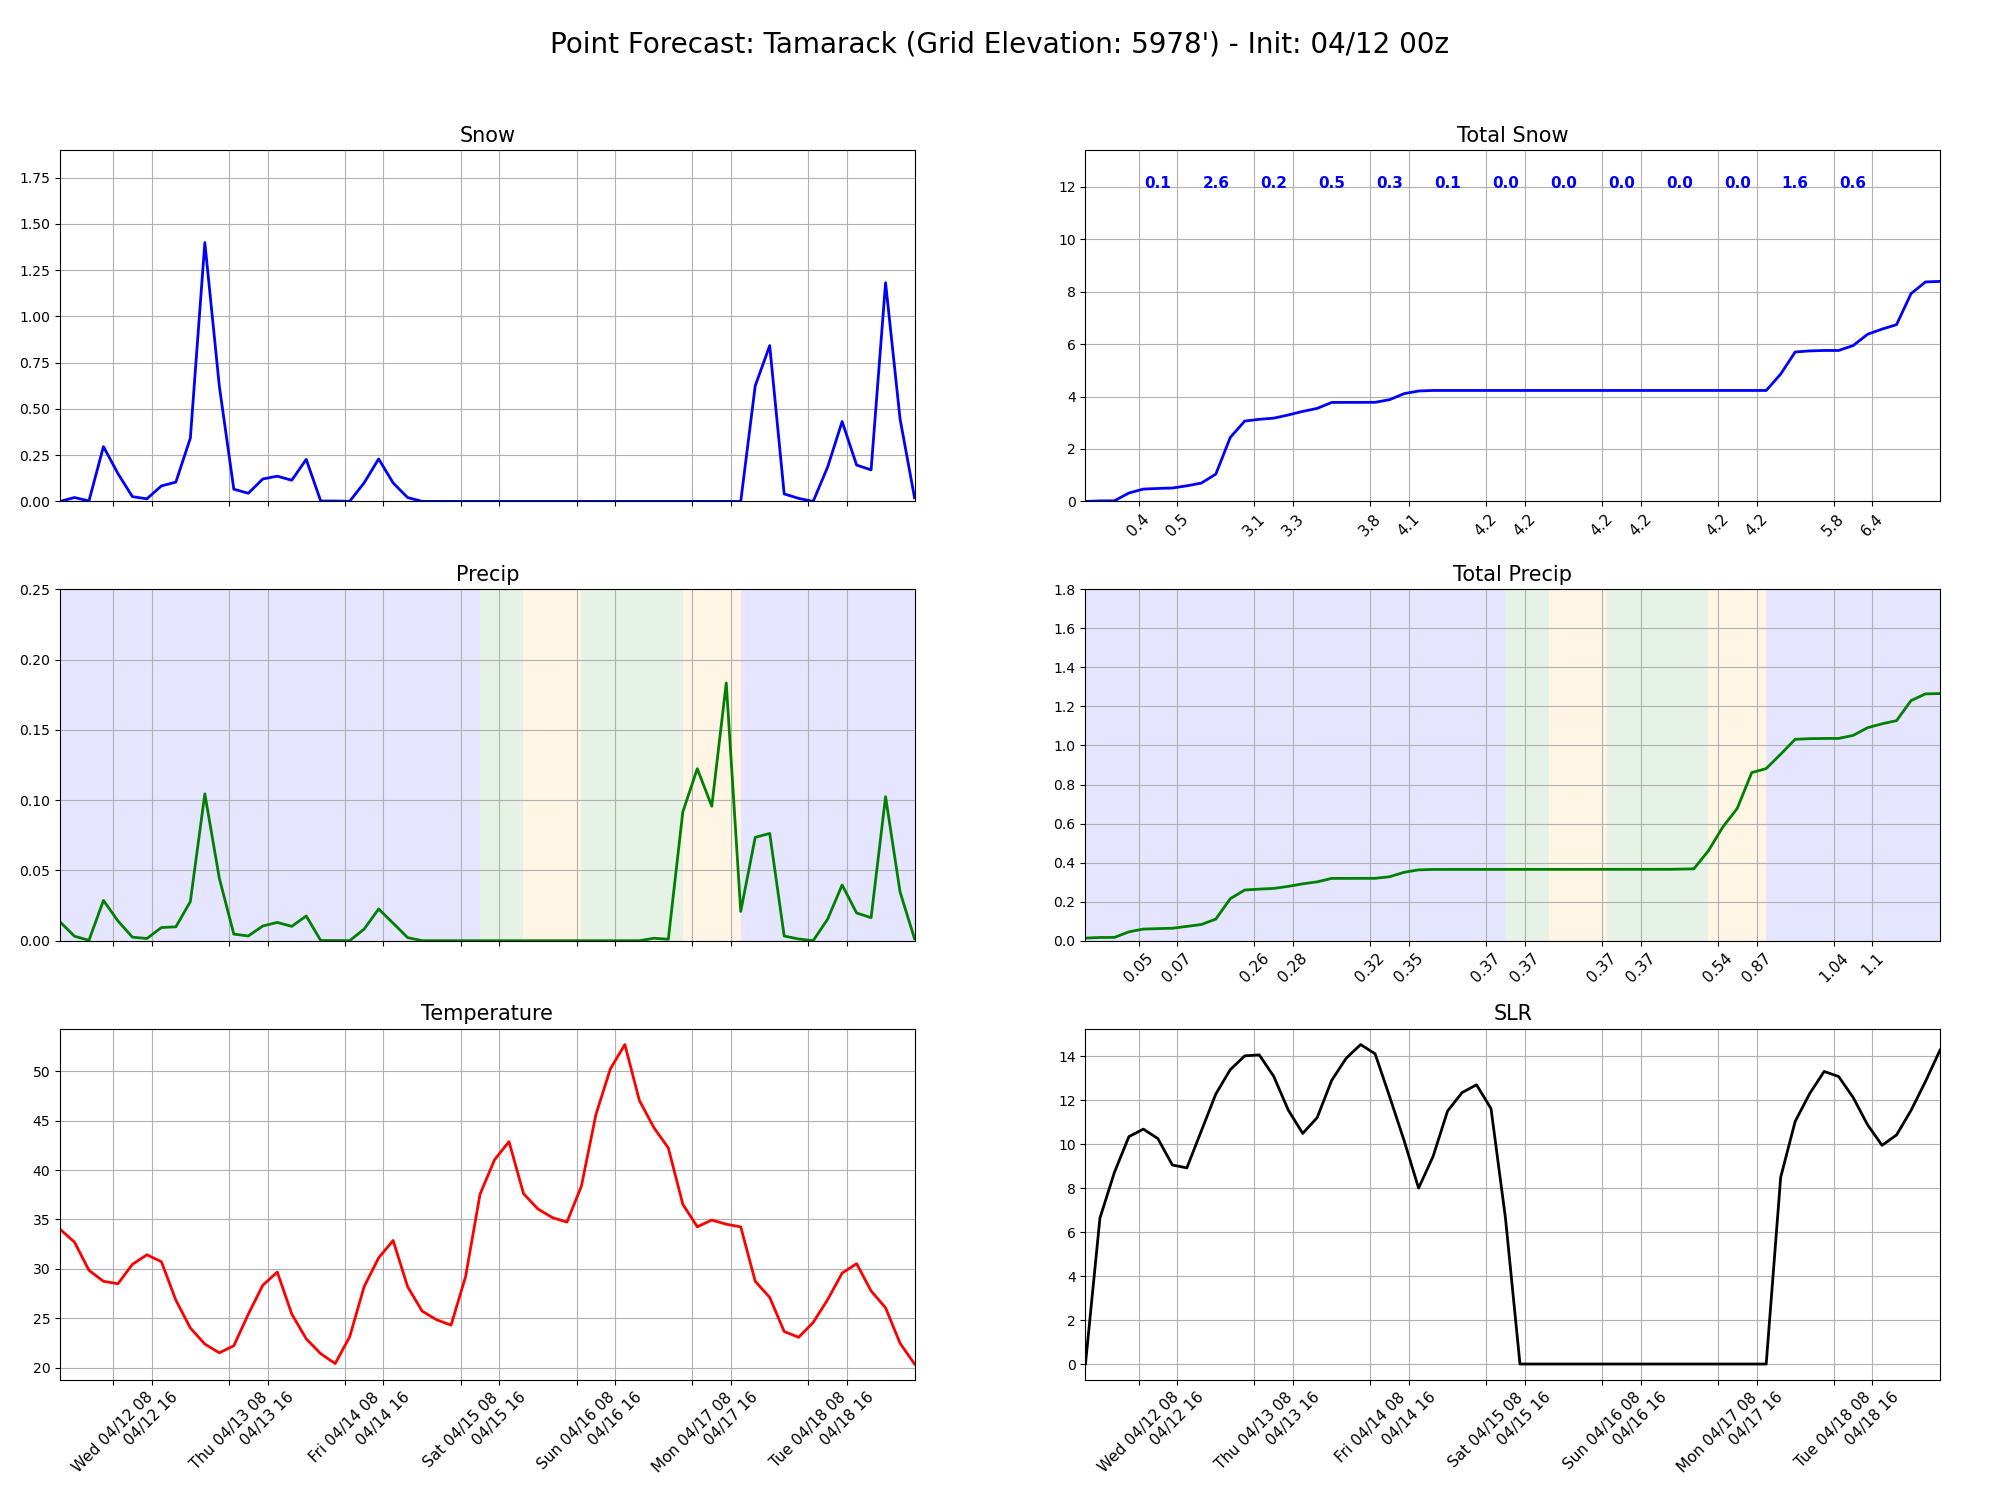 Point Forecast: Tamarack (Grid Elevation: 5978') - Init: 04/12 00z
Snow
1.75
1.50
1.25
1.00
0.75
0.50
0.25
0.00
Total Snow
12
10
8
6
4
2
0
0.1 2.6 0.2 0.5 0.3 0.1 0.0 0.0 0.0 0.0 0.0 1.6 0.6
0.4 0.5 3.1 3.3 3.8 4.1 4.2 4.2 4.2 4.2 4.2 4.2 5.8 6.4
Precip
0.25
0.20
0.15
0.10
0.05
0.00
Total Precip
1.8
1.6
1.4
1.2
1.0
0.8
0.6
0.4
0.2
0.0
0.05 0.07 0.26 0.28 0.32 0.35 0.37 0.37 0.37 0.37 0.54 0.87 1.04 1.1
Temperature
50
45
40
35
30
25
20
Wed 04/12 08
04/12 16
Thu 04/13 08
04/13 16
Fri 04/14 08
04/14 16
Sat 04/15 08
04/15 16
Sun 04/16 08
04/16 16
Mon 04/17 08
04/17 16
Tue 04/18 08
04/18 16
SLR
14
12
10
8
6
4
2
0
Wed 04/12 08
04/12 16
Thu 04/13 08
04/13 16
Fri 04/14 08
04/14 16
Sat 04/15 08
04/15 16
Sun 04/16 08
04/16 16
Mon 04/17 08
04/17 16
Tue 04/18 08
04/18 16